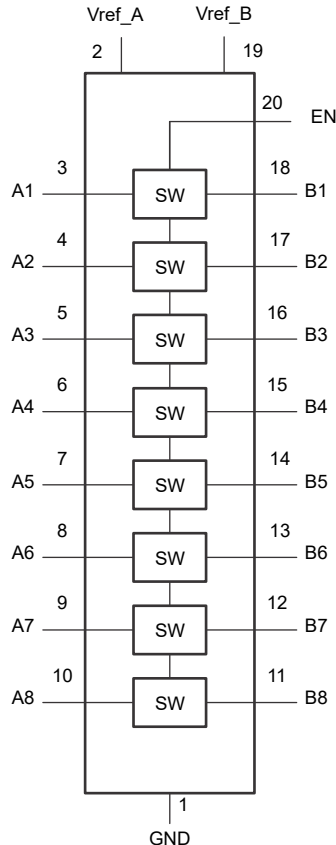 Vref_A Vref_B
2 19
20 EN
3 18
A1 SW B1
4 17
A2 SW B2
5 16
A3 SW B3
6 15
A4 SW B4
7 14
A5 SW B5
8 13
A6 SW B6
9 12
A7 SW B7
10 11
A8 SW B8
1
GND